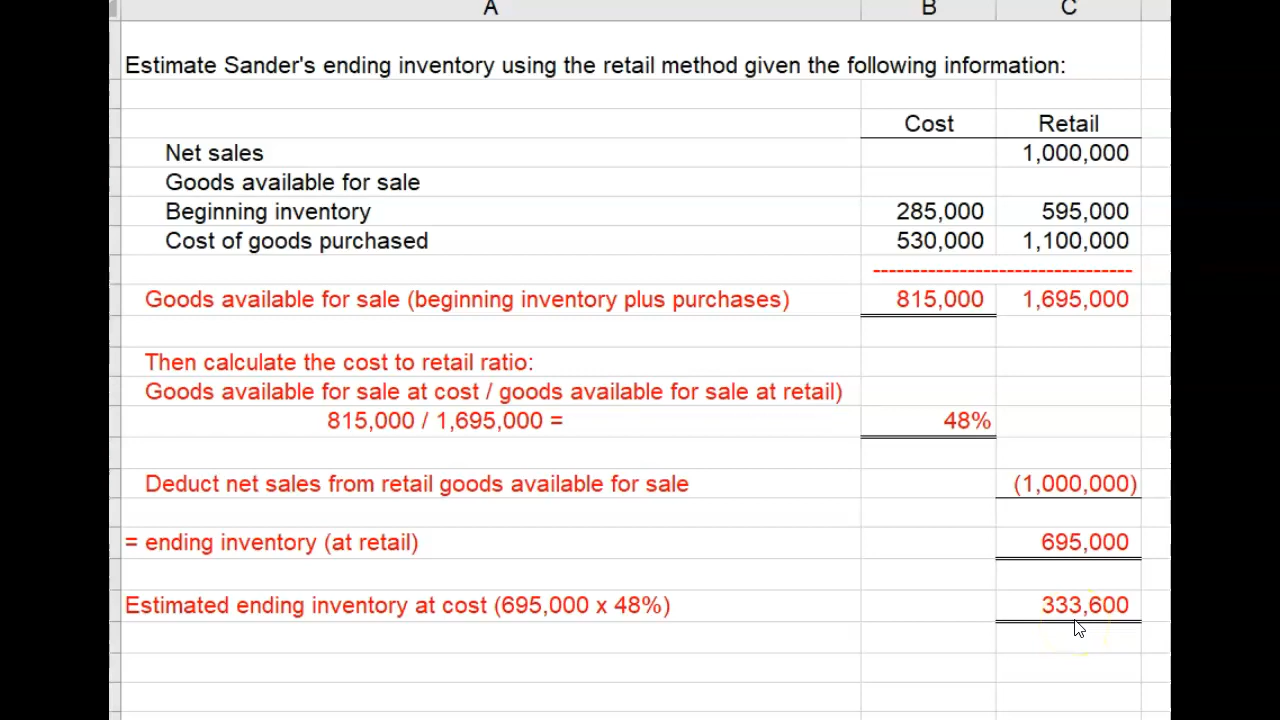 A B C
Estimate Sander's ending inventory using the retail method given the following information:
Cost Retail
Net sales 1,000,000
Goods available for sale
Beginning inventory 285,000 595,000
Cost of goods purchased 530,000 1,100,000
---------------------------------
Goods available for sale (beginning inventory plus purchases) 815,000 1,695,000
Then calculate the cost to retail ratio:
Goods available for sale at cost / goods available for sale at retail)
815,000 / 1,695,000 = 48%
Deduct net sales from retail goods available for sale (1,000,000)
= ending inventory (at retail) 695,000
Estimated ending inventory at cost (695,000 x 48%) 333,600